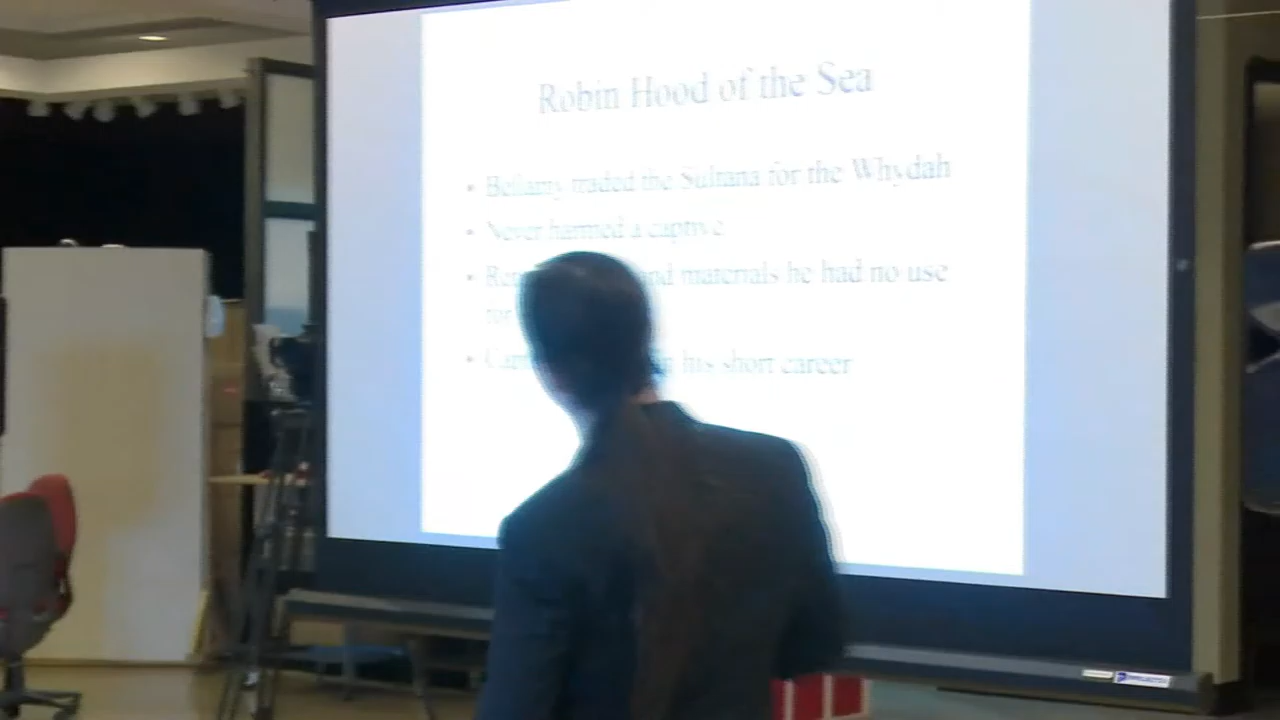 Robin Hood of the Sea
• Bellamy traded the Sultana for the Whydah
• Never harmed a captive
• and materials he had no use
for
• his short career